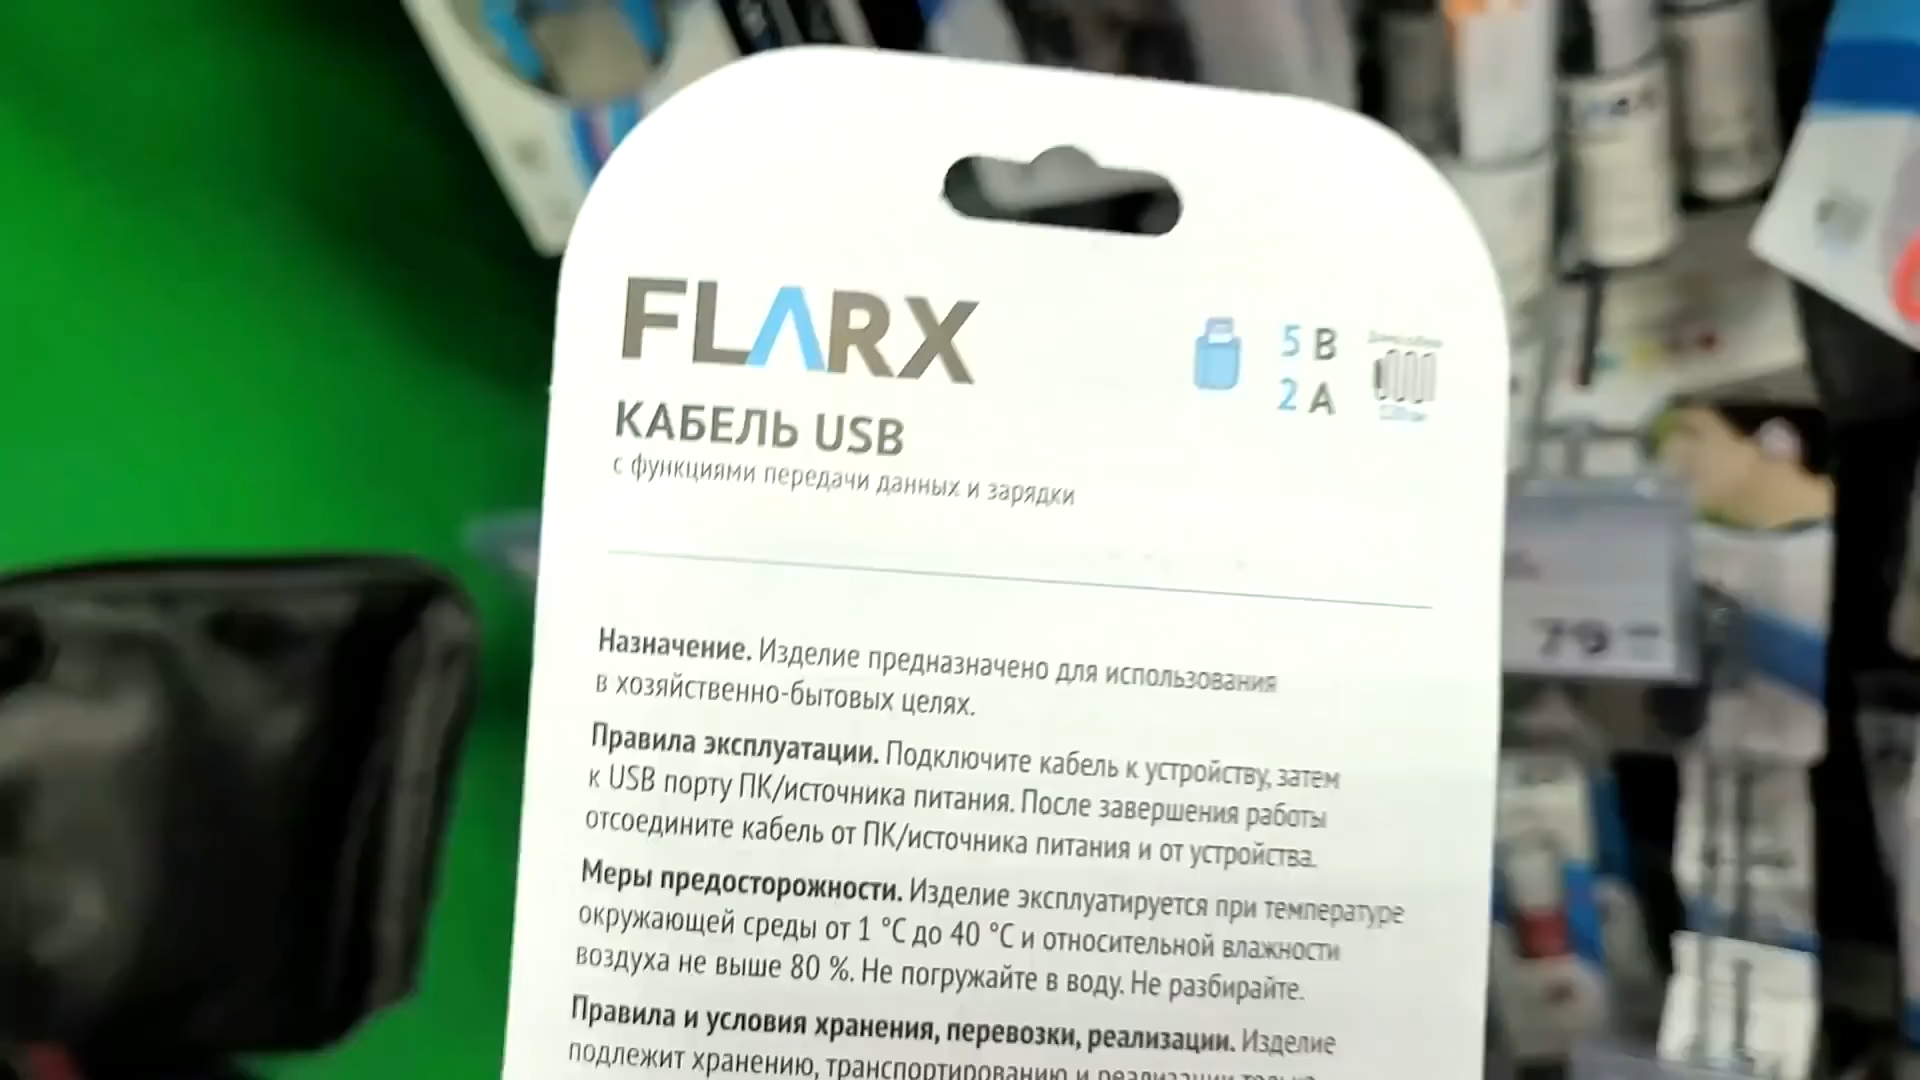 FLARX
КАБЕЛЬ USB
с функциями передачи данных и зарядки
5 В
2 А
Назначение. Изделие предназначено для использования
в хозяйственно-бытовых целях.
Правила эксплуатации. Подключите кабель к устройству, затем
к USB порту ПК/источника питания. После завершения работы
отсоедините кабель от ПК/источника питания и от устройства.
Меры предосторожности. Изделие эксплуатируется при температуре
окружающей среды от 1 °C до 40 °C и относительной влажности
воздуха не выше 80 %. Не погружайте в воду. Не разбирайте.
Правила и условия хранения, перевозки, реализации. Изделие
подлежит хранению, транспортированию и реализации только
79